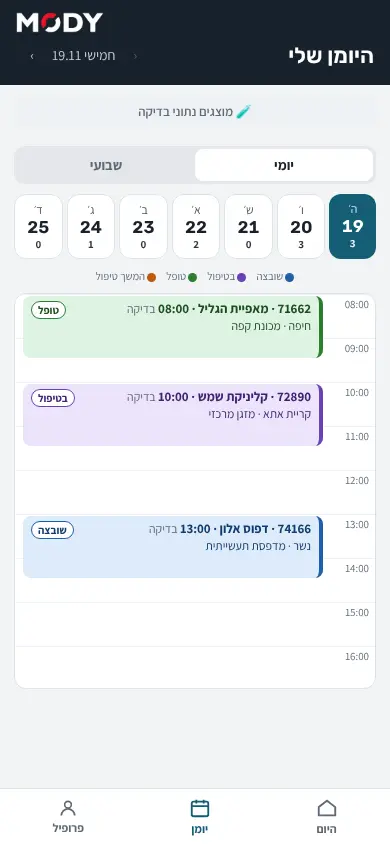 MODY
היומן שלי
‹ חמישי 19.11 ›
🧪 מוצגים נתוני בדיקה
יומי
שבועי
ה׳ ו׳ ש׳ א׳ ב׳ ג׳ ד׳
19 20 21 22 23 24 25
3 3 0 2 0 1 0
שובצה בטיפול טופל המשך טיפול
08:00
71662 · מאפיית הגליל · 08:00 בדיקה
טופל
חיפה · מכונת קפה
09:00
10:00
72890 · קליניקת שמש · 10:00 בדיקה
בטיפול
קריית אתא · מזגן מרכזי
11:00
12:00
13:00
74166 · דפוס אלון · 13:00 בדיקה
שובצה
נשר · מדפסת תעשייתית
14:00
15:00
16:00
היום
יומן
פרופיל